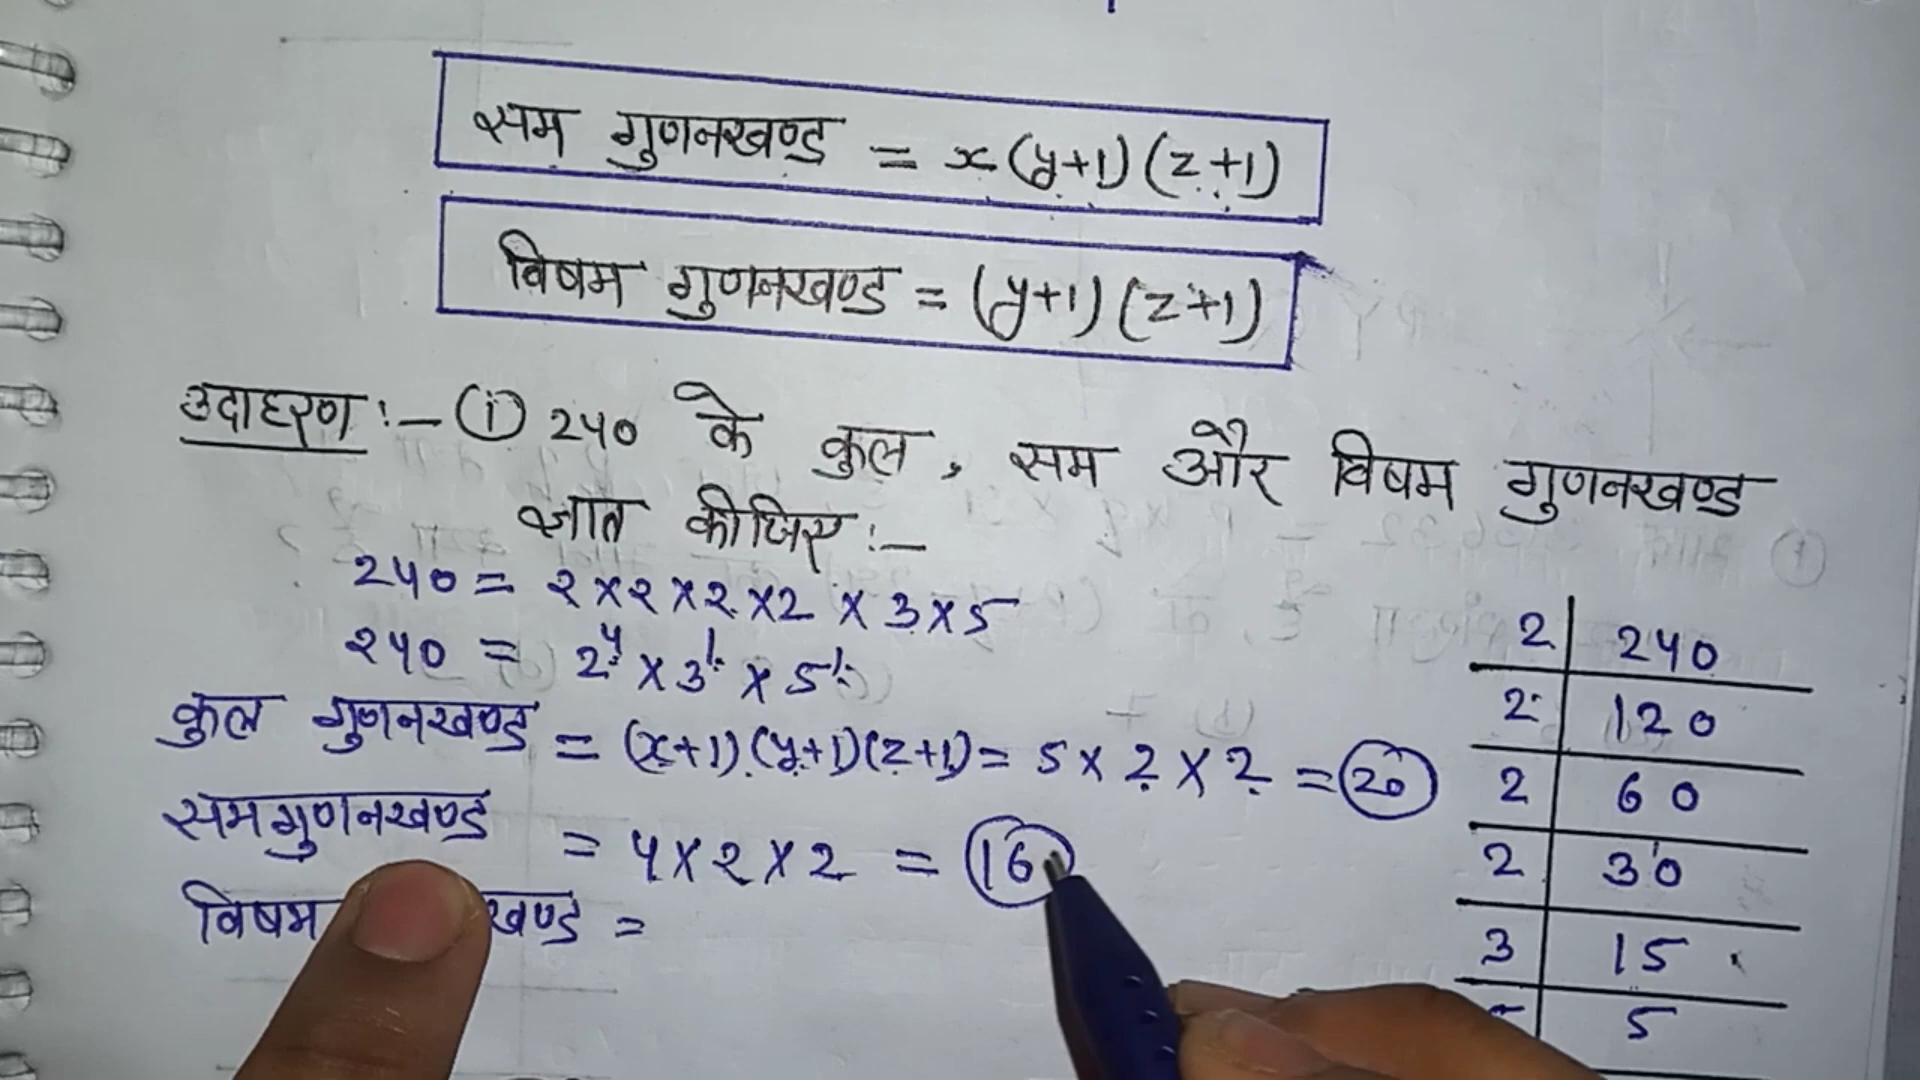 सम गुणनखण्ड = x(y+1)(z+1)
विषम गुणनखण्ड = (y+1)(z+1)
उदाहरण :- ① 240 के कुल, सम और विषम गुणनखण्ड
ज्ञात कीजिए :-
240 = 2×2×2×2×3×5
240 = 2⁴×3¹×5¹
कुल गुणनखण्ड = (x+1)(y+1)(z+1) = 5×2×2 = 20
समगुणनखण्ड = 4×2×2 = 16
विषम खण्ड =
2 | 240
2 | 120
2 | 60
2 | 30
3 | 15
5